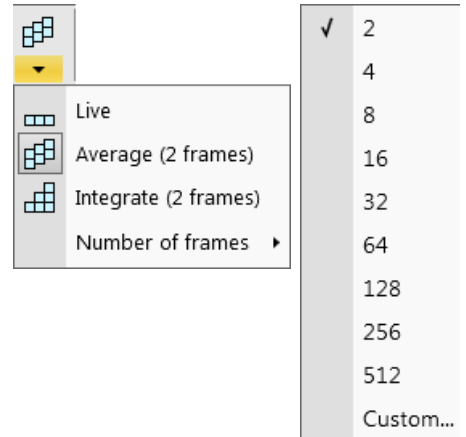 Live
Average (2 frames)
Integrate (2 frames)
Number of frames
2
4
8
16
32
64
128
256
512
Custom...